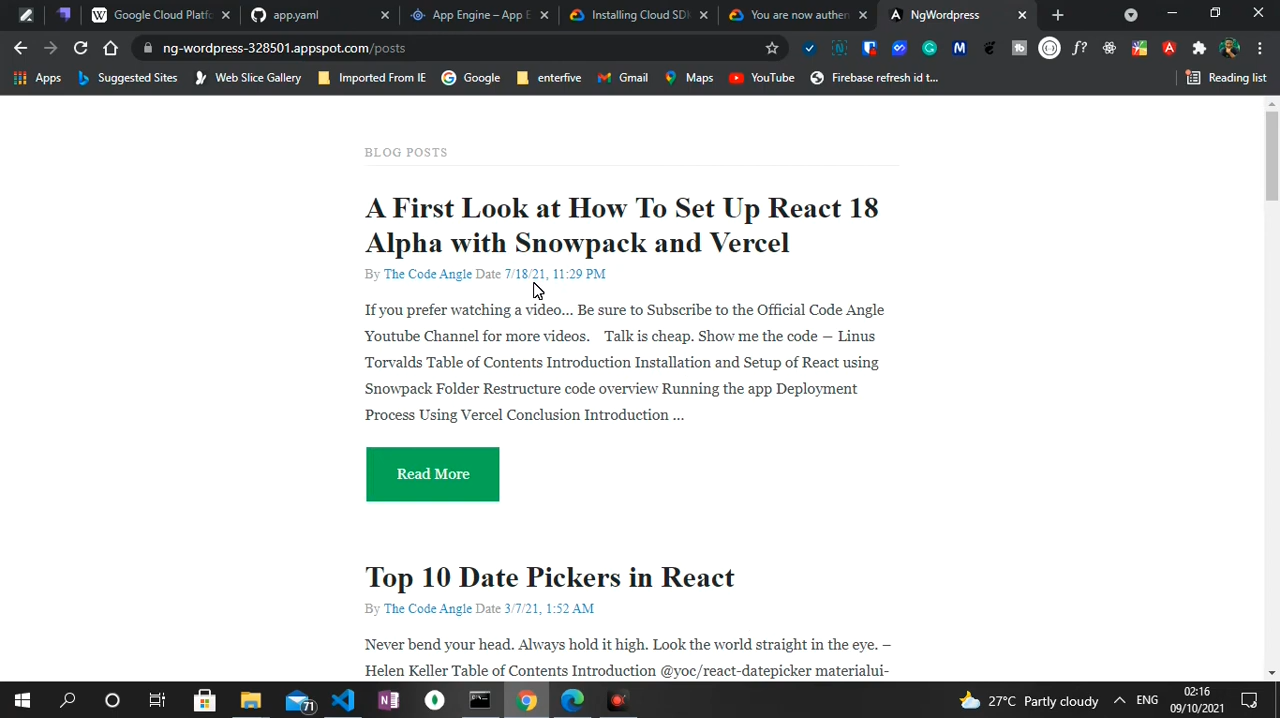 Google Cloud Platf
app.yaml
App Engine – App E
Installing Cloud SD
You are now authen
NgWordpress
ng-wordpress-328501.appspot.com/posts
Apps
Suggested Sites
Web Slice Gallery
Imported From IE
Google
enterfive
Gmail
Maps
YouTube
Firebase refresh id t...
Reading list
BLOG POSTS
A First Look at How To Set Up React 18
Alpha with Snowpack and Vercel
By The Code Angle Date 7/18/21, 11:29 PM
If you prefer watching a video... Be sure to Subscribe to the Official Code Angle
Youtube Channel for more videos. Talk is cheap. Show me the code — Linus
Torvalds Table of Contents Introduction Installation and Setup of React using
Snowpack Folder Restructure code overview Running the app Deployment
Process Using Vercel Conclusion Introduction ...
Read More
Top 10 Date Pickers in React
By The Code Angle Date 3/7/21, 1:52 AM
Never bend your head. Always hold it high. Look the world straight in the eye. –
Helen Keller Table of Contents Introduction @yoc/react-datepicker materialui-
71
27°C Partly cloudy
ENG
02:16
09/10/2021